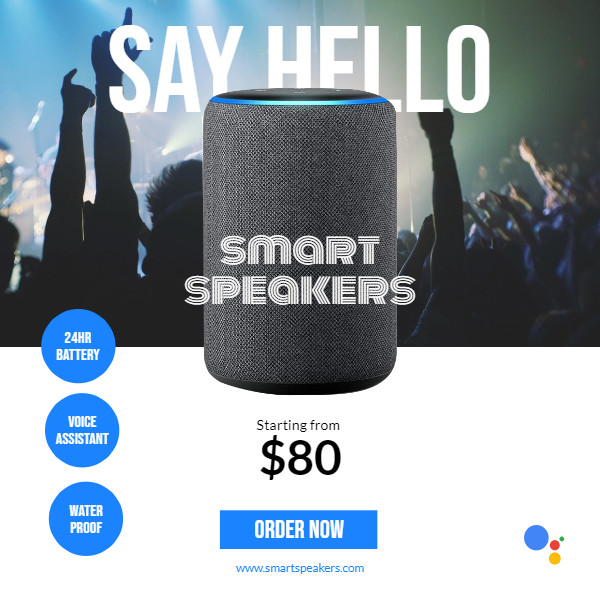 SAY HELLO
SMART
SPEAKERS
24HR
BATTERY
VOICE
ASSISTANT
WATER
PROOF
Starting from
$80
ORDER NOW
www.smartspeakers.com